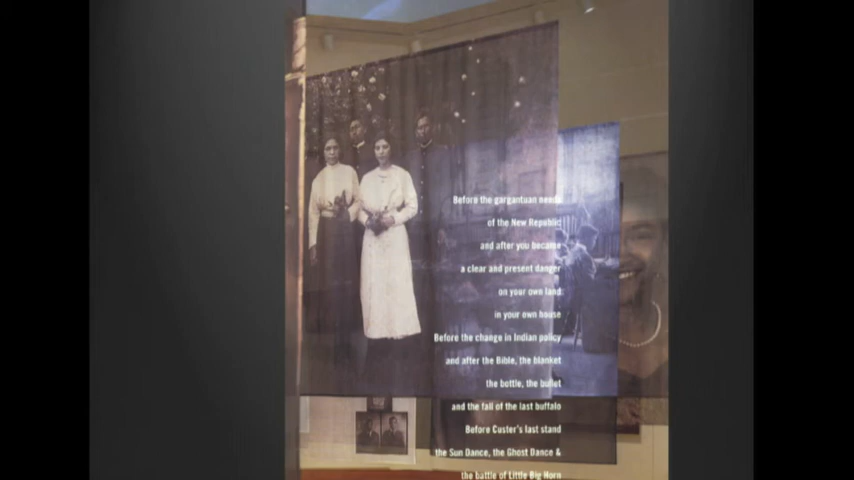 Before the gargantuan needs
of the New Republic
and after you became
a clear and present danger
on your own land
in your own house
Before the change in Indian policy
and after the Bible, the blanket
the bottle, the bullet
and the fall of the last buffalo
Before Custer's last stand
the Sun Dance, the Ghost Dance &
the battle of Little Big Horn